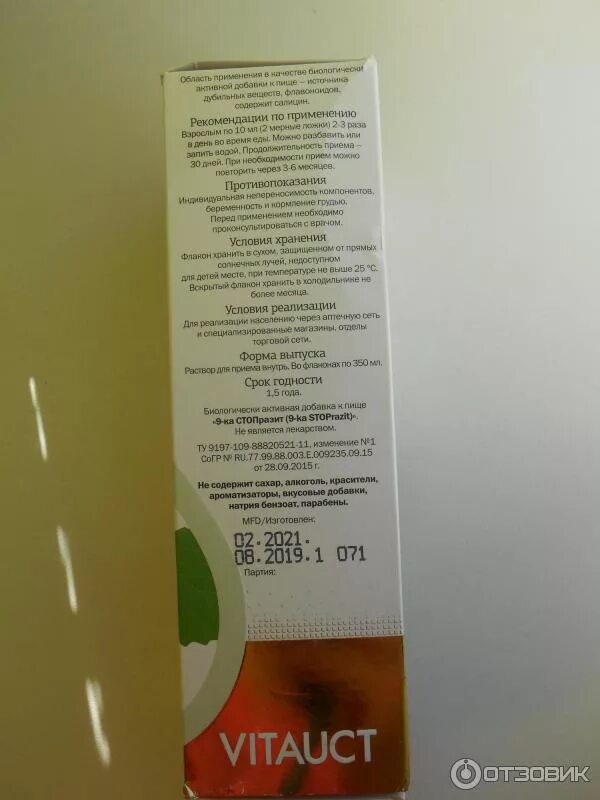 Область применения в качестве биологически
активной добавки к пище – источника
дубильных веществ, флавоноидов,
содержит салицин.
Рекомендации по применению
Взрослым по 10 мл (2 мерные ложки) 2-3 раза
в день во время еды. Можно разбавить или
запить водой. Продолжительность приема –
30 дней. При необходимости прием можно
повторить через 3-6 месяцев.
Противопоказания
Индивидуальная непереносимость компонентов,
беременность и кормление грудью.
Перед применением необходимо
проконсультироваться с врачом.
Условия хранения
Флакон хранить в сухом, защищенном от прямых
солнечных лучей, недоступном
для детей месте, при температуре не выше 25 °С.
Вскрытый флакон хранить в холодильнике не
более месяца.
Условия реализации
Для реализации населению через аптечную сеть
и специализированные магазины, отделы
торговой сети.
Форма выпуска
Раствор для приема внутрь. Во флаконах по 350 мл.
Срок годности
1,5 года.
Биологически активная добавка к пище
«9-ка СТОПразит (9-ka STOPrazit)».
Не является лекарством.
ТУ 9197-109-88820521-11, изменение №1
СоГР № RU.77.99.88.003.Е.009235.09.15
от 28.09.2015 г.
Не содержит сахар, алкоголь, красители,
ароматизаторы, вкусовые добавки,
натрия бензоат, парабены.
MFD/Изготовлен:
02.2021.
08.2019.1 071
Партия:
VITAUCT
ОТЗОВИК